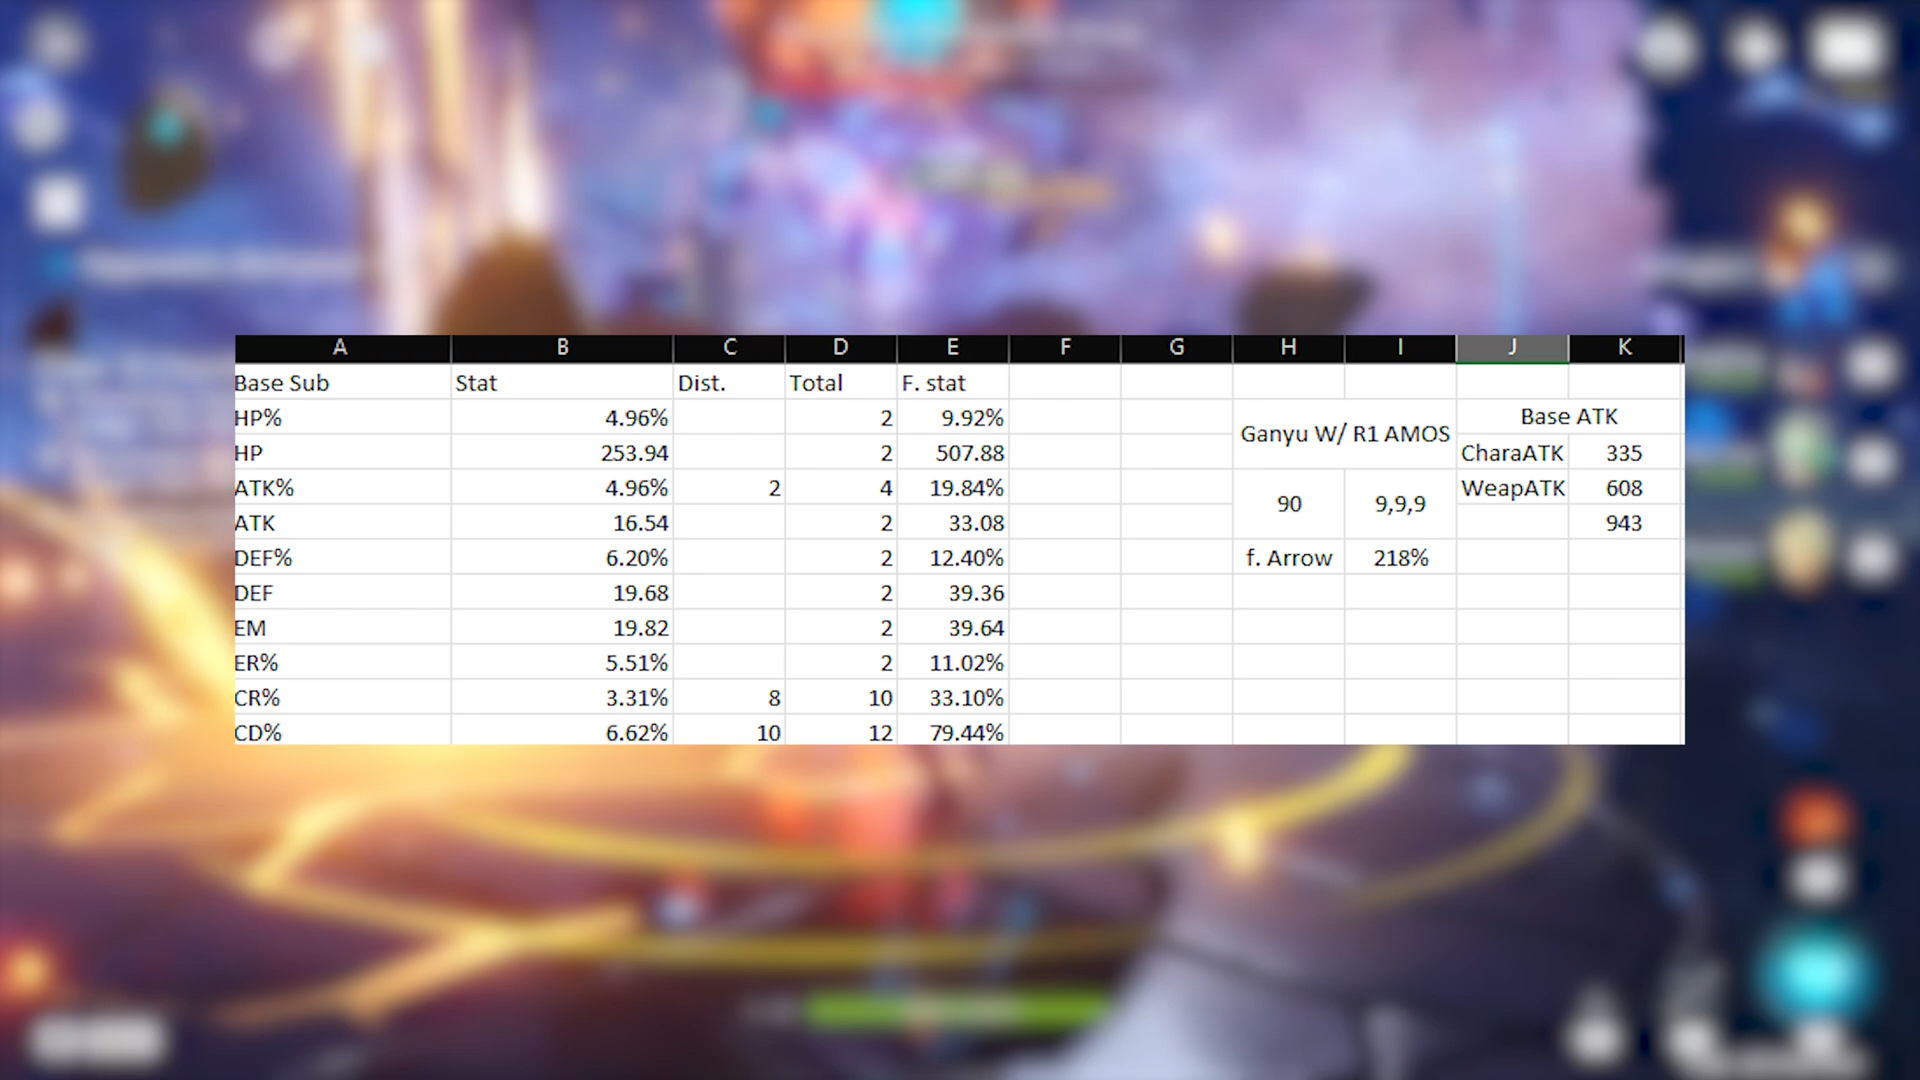 A B C D E F G H I J K
Base Sub Stat Dist. Total F. stat
HP% 4.96% 2 9.92% Base ATK
Ganyu W/ R1 AMOS
HP 253.94 2 507.88 CharaATK 335
ATK% 4.96% 2 4 19.84% WeapATK 608
90 9,9,9
ATK 16.54 2 33.08 943
DEF% 6.20% 2 12.40% f. Arrow 218%
DEF 19.68 2 39.36
EM 19.82 2 39.64
ER% 5.51% 2 11.02%
CR% 3.31% 8 10 33.10%
CD% 6.62% 10 12 79.44%